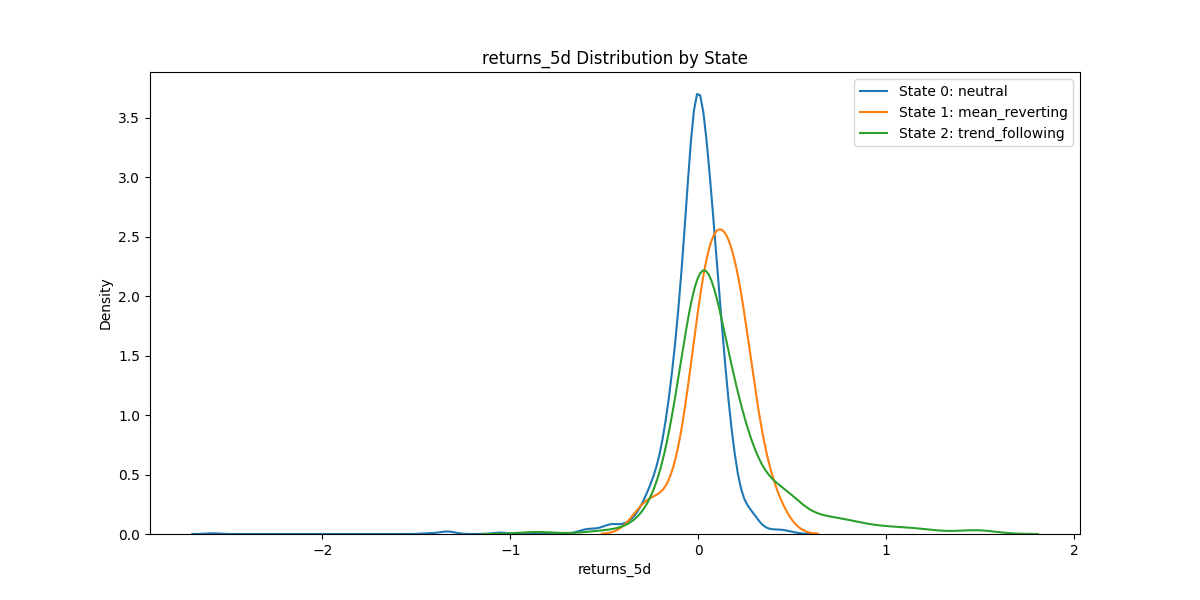 returns_5d Distribution by State
State 0: neutral
State 1: mean_reverting
State 2: trend_following
Density
3.5
3.0
2.5
2.0
1.5
1.0
0.5
0.0
−2
−1
0
1
2
returns_5d